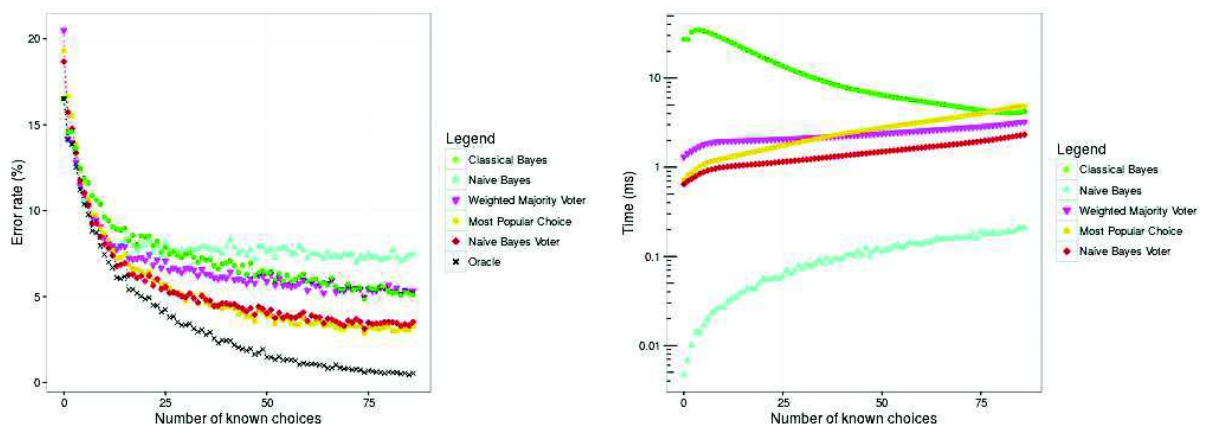 20
15
10
5
0
Error rate (%)
0
25
50
75
Number of known choices
Legend
Classical Bayes
Naive Bayes
Weighted Majority Voter
Most Popular Choice
Naive Bayes Voter
Oracle
10
1
0.1
0.01
Time (ms)
0
25
50
75
Number of known choices
Legend
Classical Bayes
Naive Bayes
Weighted Majority Voter
Most Popular Choice
Naive Bayes Voter